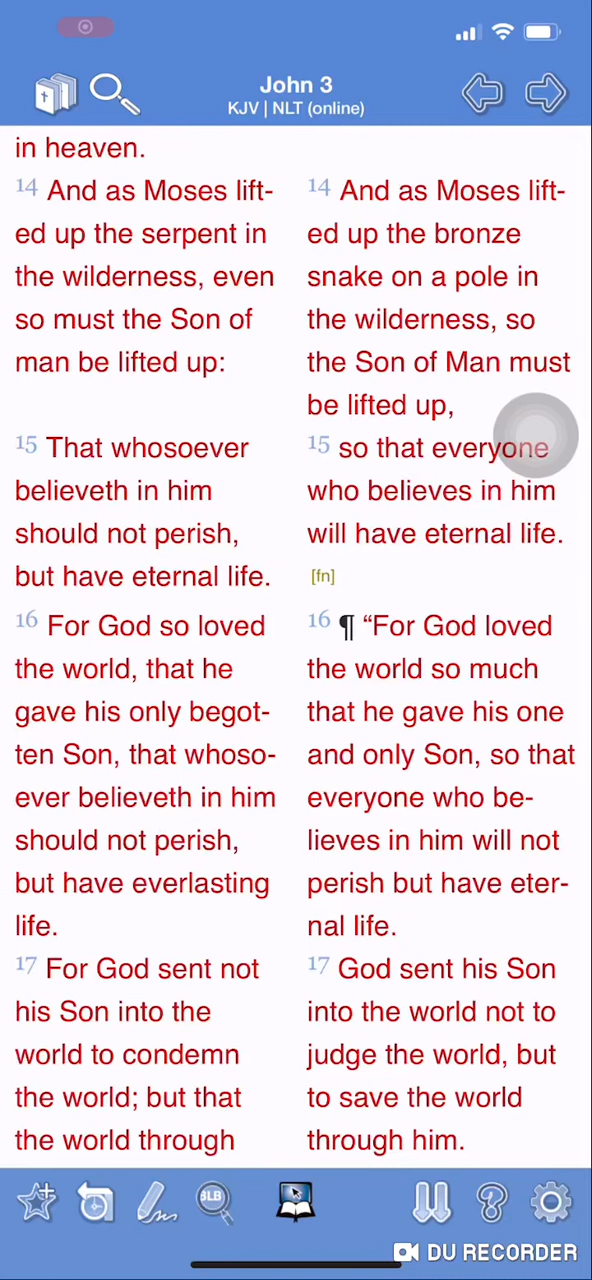 John 3
KJV | NLT (online)
in heaven.
14 And as Moses lift-
ed up the serpent in
the wilderness, even
so must the Son of
man be lifted up:
15 That whosoever
believeth in him
should not perish,
but have eternal life.
16 For God so loved
the world, that he
gave his only begot-
ten Son, that whoso-
ever believeth in him
should not perish,
but have everlasting
life.
17 For God sent not
his Son into the
world to condemn
the world; but that
the world through
14 And as Moses lift-
ed up the bronze
snake on a pole in
the wilderness, so
the Son of Man must
be lifted up,
15 so that everyone
who believes in him
will have eternal life.
[fn]
16 ¶ “For God loved
the world so much
that he gave his one
and only Son, so that
everyone who be-
lieves in him will not
perish but have eter-
nal life.
17 God sent his Son
into the world not to
judge the world, but
to save the world
through him.
BLB
DU RECORDER